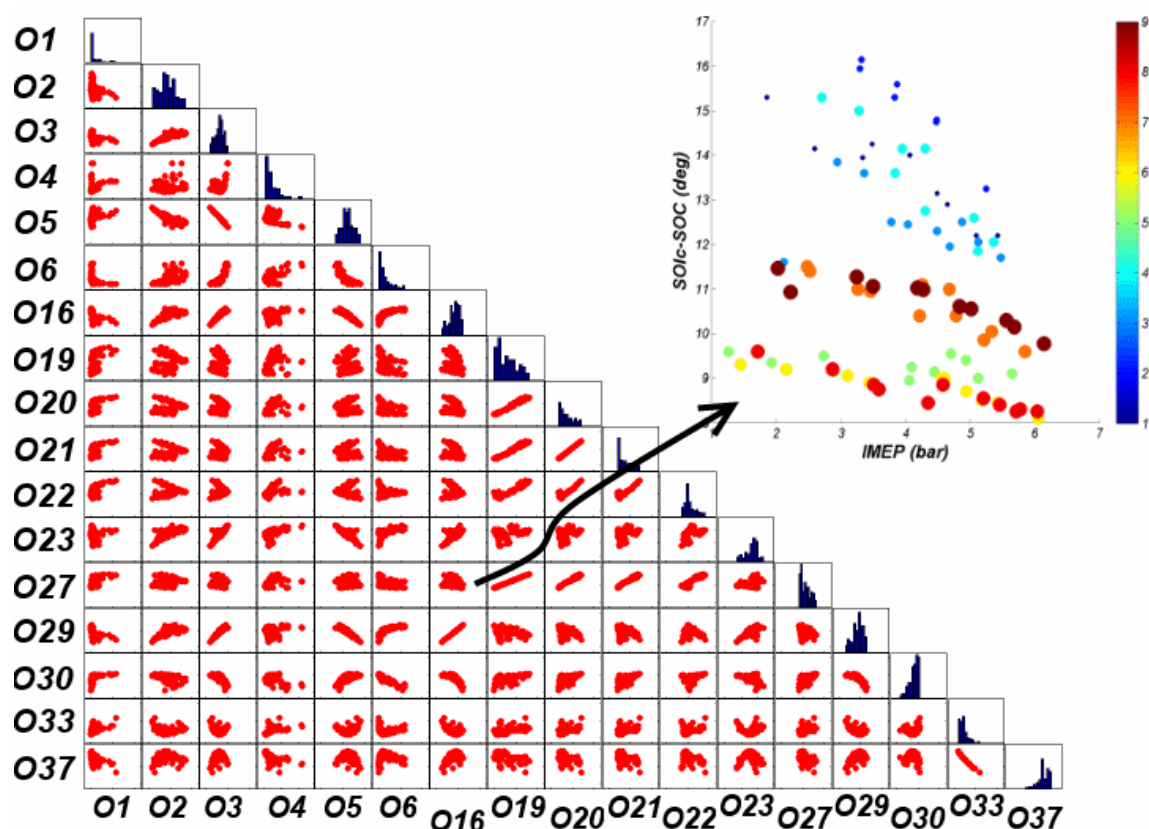 O1
O2
O3
O4
O5
O6
O16
O19
O20
O21
O22
O23
O27
O29
O30
O33
O37
O1 O2 O3 O4 O5 O6 O16 O19 O20 O21 O22 O23 O27 O29 O30 O33 O37
17
16
15
14
13
12
11
10
9
SOIc-SOC (deg)
2 3 4 5 6 7
IMEP (bar)
9
8
7
6
5
4
3
2
1